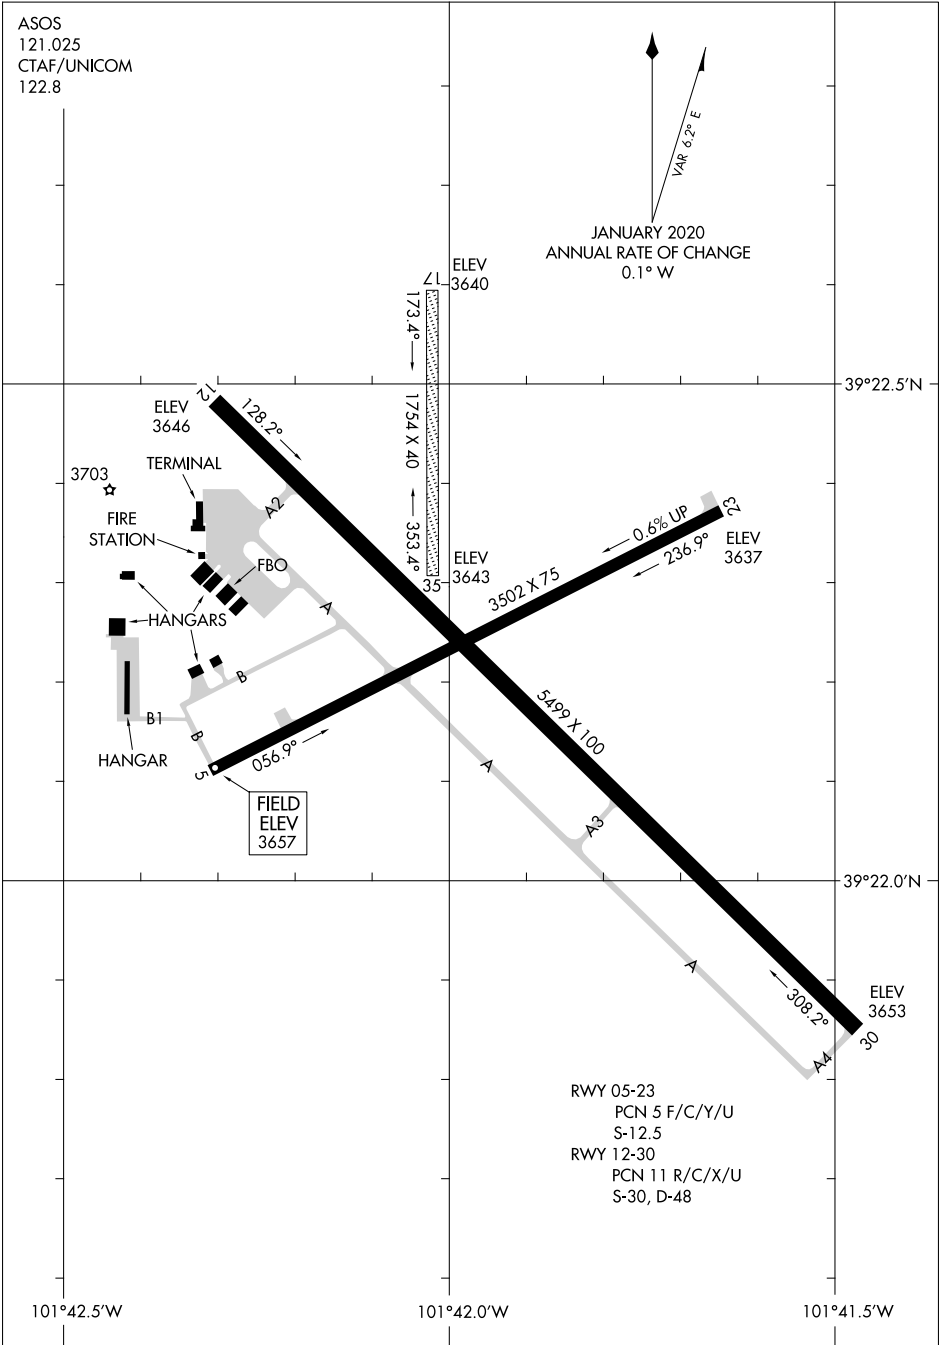 ASOS
121.025
CTAF/UNICOM
122.8
VAR 6.2° E
JANUARY 2020
ANNUAL RATE OF CHANGE
0.1° W
17
ELEV
3640
173.4°
1754 X 40
353.4°
35
ELEV
3643
39°22.5'N
12
ELEV
3646
128.2°
TERMINAL
3703
FIRE
STATION
A2
FBO
HANGARS
A
B
B1
B
HANGAR
5
056.9°
FIELD
ELEV
3657
3502 X 75
0.6% UP
236.9°
23
ELEV
3637
5499 X 100
A
A3
39°22.0'N
A
308.2°
ELEV
3653
30
A4
RWY 05-23
PCN 5 F/C/Y/U
S-12.5
RWY 12-30
PCN 11 R/C/X/U
S-30, D-48
101°42.5'W
101°42.0'W
101°41.5'W